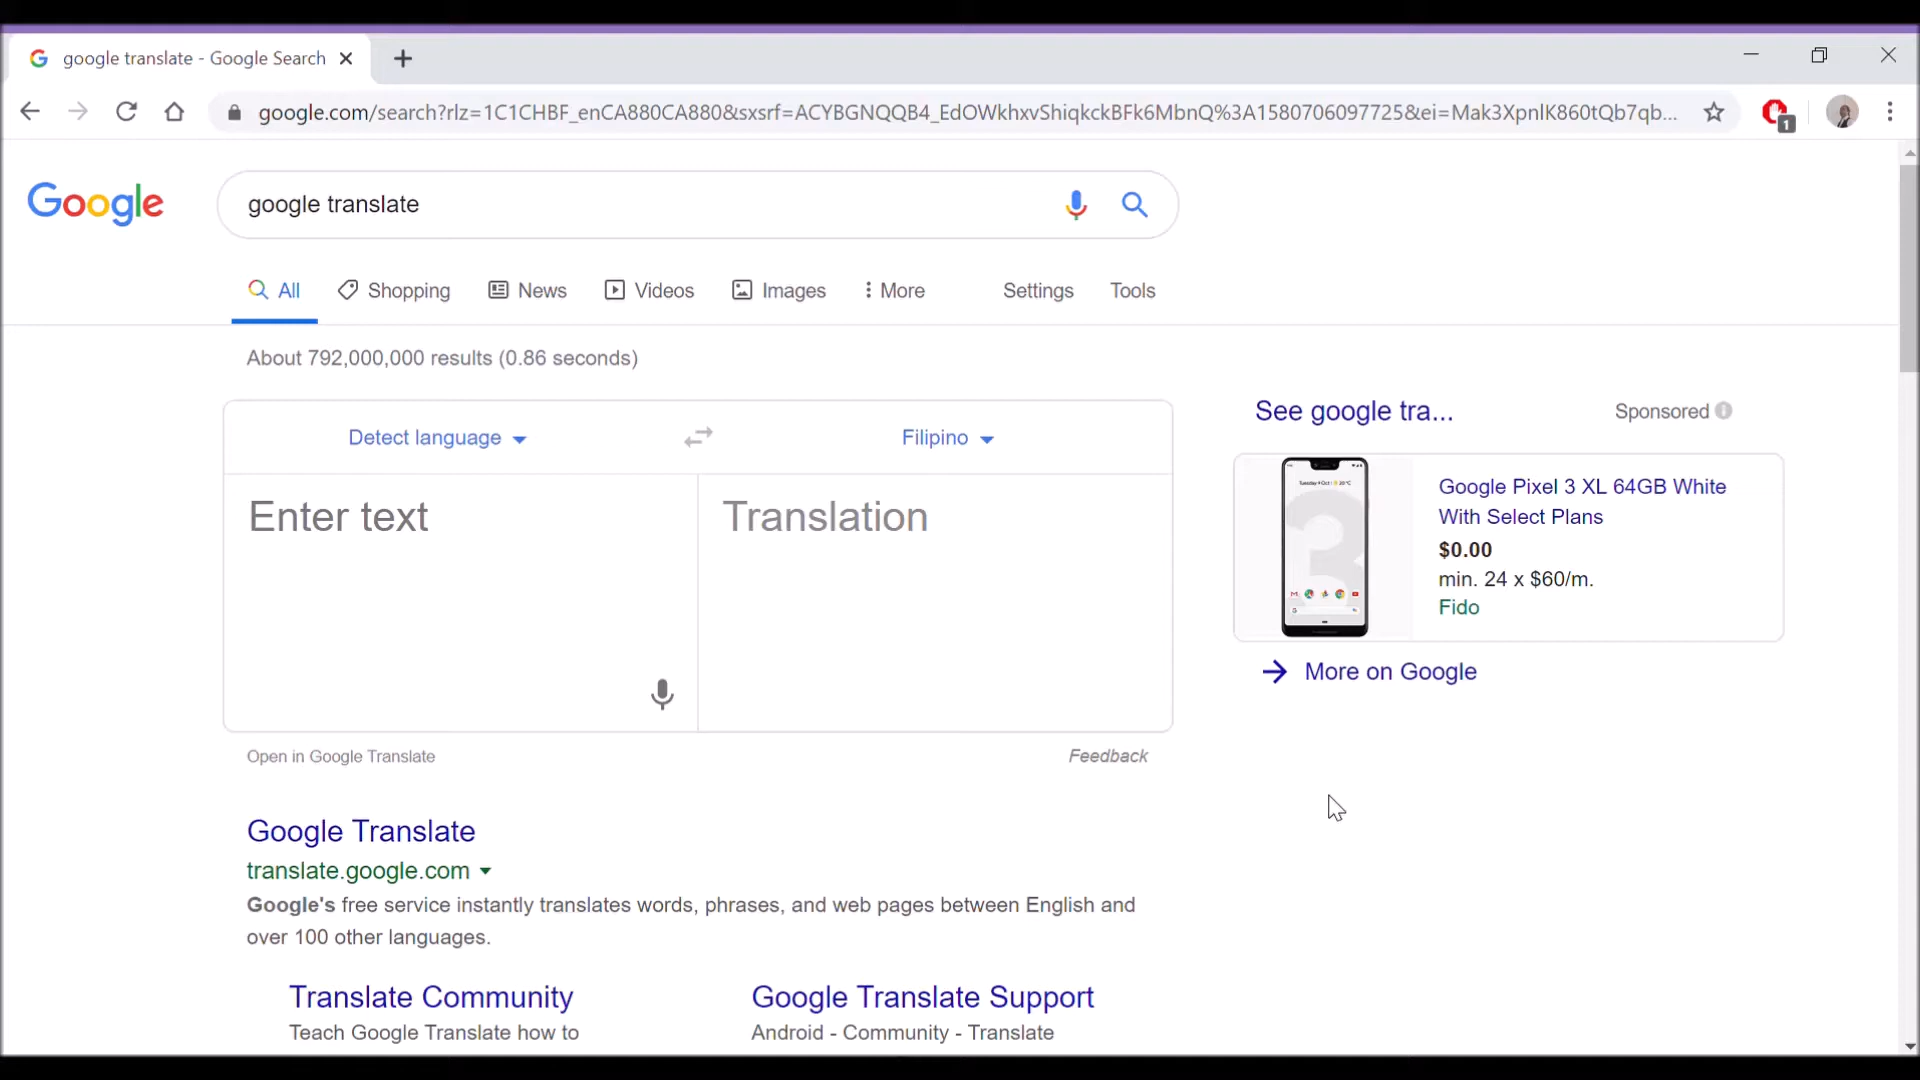 google translate - Google Search
google.com/search?rlz=1C1CHBF_enCA880CA880&sxsrf=ACYBGNQQB4_EdOWkhxvShiqkckBFk6MbnQ%3A1580706097725&ei=Mak3XpnlK860tQb7qb...
1
Google
google translate
All Shopping News Videos Images More Settings Tools
About 792,000,000 results (0.86 seconds)
Detect language Filipino
Enter text Translation
Open in Google Translate Feedback
See google tra... Sponsored
Google Pixel 3 XL 64GB White
With Select Plans
$0.00
min. 24 x $60/m.
Fido
More on Google
Google Translate
translate.google.com
Google's free service instantly translates words, phrases, and web pages between English and
over 100 other languages.
Translate Community Google Translate Support
Teach Google Translate how to Android - Community - Translate